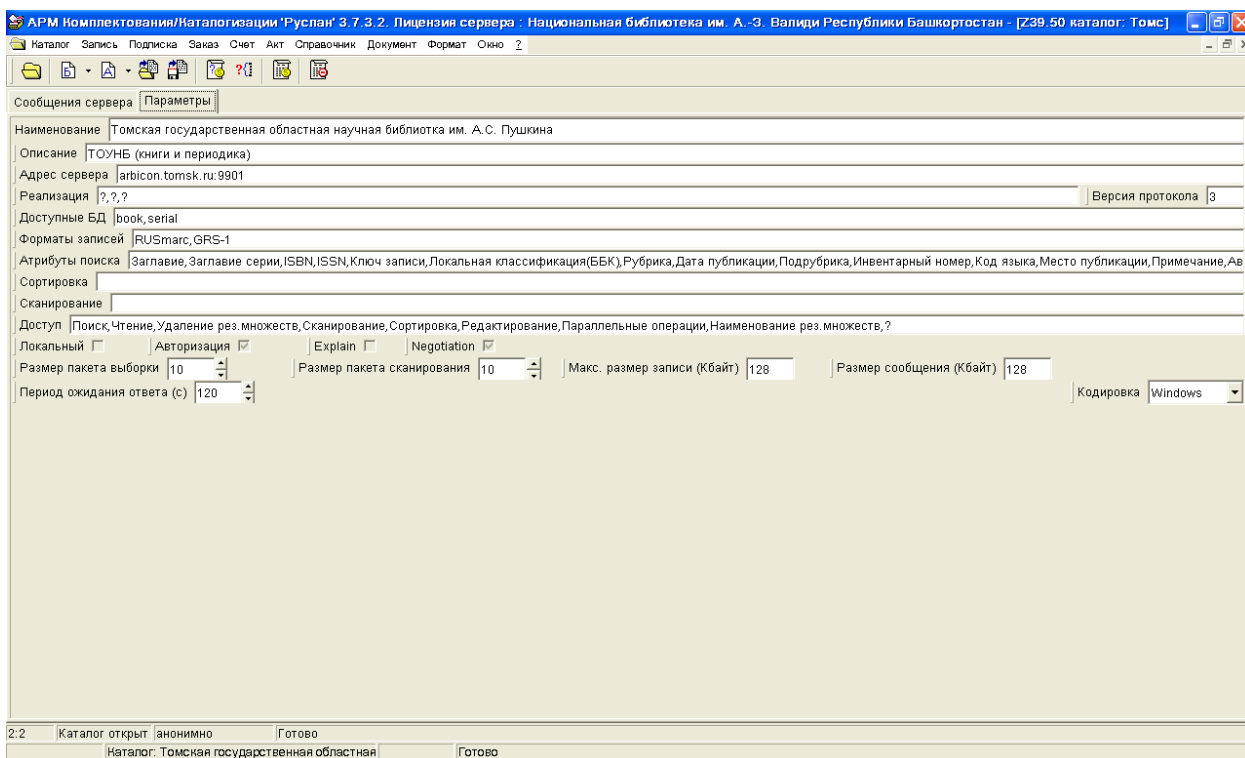 АРМ Комплектования/Каталогизации 'Руслан' 3.7.3.2. Лицензия сервера : Национальная библиотека им. А.-З. Валиди Республики Башкортостан - [Z39.50 каталог: Томс]
Каталог Запись Подписка Заказ Счет Акт Справочник Документ Формат Окно ?
Сообщения сервера Параметры
Наименование Томская государственная областная научная библиотка им. А.С. Пушкина
Описание ТОУНБ (книги и периодика)
Адрес сервера arbicon.tomsk.ru:9901
Реализация ?,?,? Версия протокола 3
Доступные БД book,serial
Форматы записей RUSmarc,GRS-1
Атрибуты поиска Заглавие,Заглавие серии,ISBN,ISSN,Ключ записи,Локальная классификация(ББК),Рубрика,Дата публикации,Подрубрика,Инвентарный номер,Код языка,Место публикации,Примечание,Ав
Сортировка
Сканирование
Доступ Поиск,Чтение,Удаление рез.множеств,Сканирование,Сортировка,Редактирование,Параллельные операции,Наименование рез.множеств,?
Локальный Авторизация Explain Negotiation
Размер пакета выборки 10 Размер пакета сканирования 10 Макс. размер записи (Кбайт) 128 Размер сообщения (Кбайт) 128
Период ожидания ответа (с) 120 Кодировка Windows
2:2 Каталог открыт анонимно Готово
Каталог: Томская государственная областная Готово